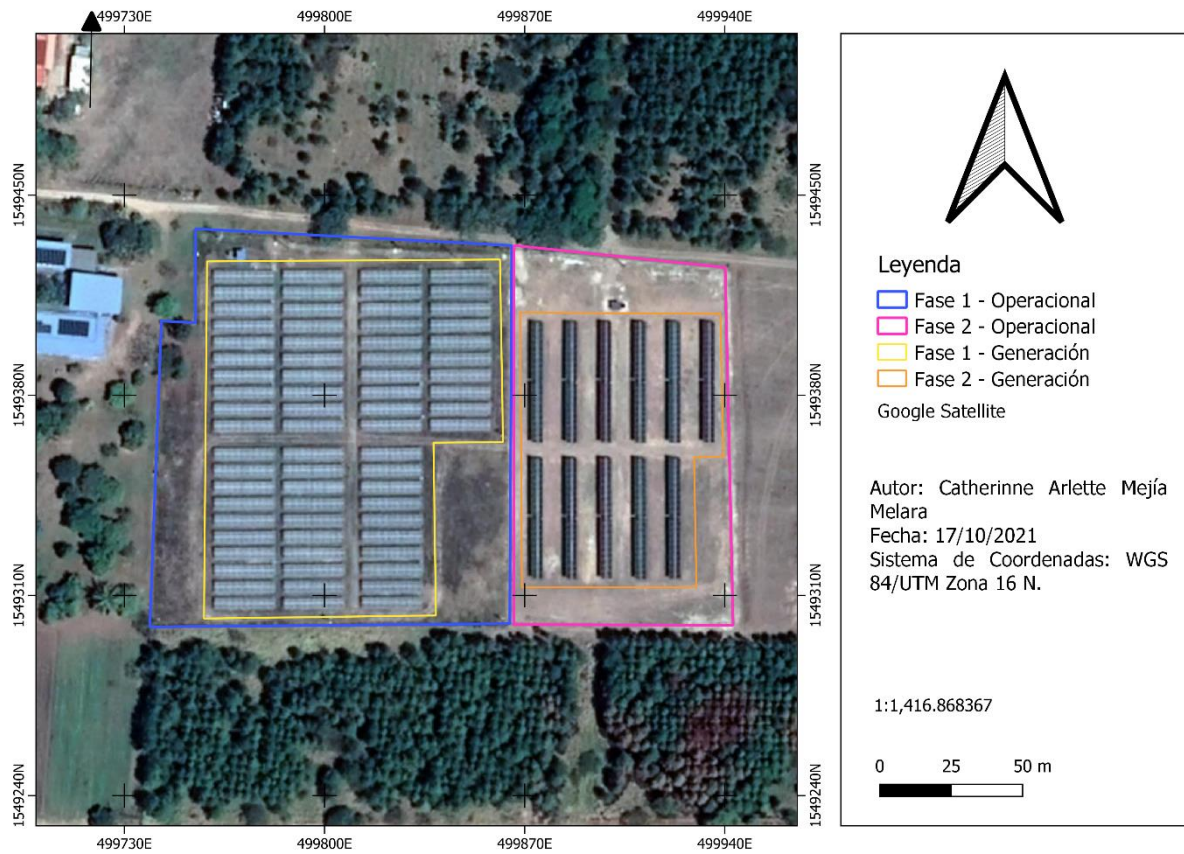 499730E 499800E 499870E 499940E
1549450N 1549450N
1549380N 1549380N
1549310N 1549310N
1549240N 1549240N
499730E 499800E 499870E 499940E
Leyenda
Fase 1 - Operacional
Fase 2 - Operacional
Fase 1 - Generación
Fase 2 - Generación
Google Satellite
Autor: Catherinne Arlette Mejía
Melara
Fecha: 17/10/2021
Sistema de Coordenadas: WGS
84/UTM Zona 16 N.
1:1,416.868367
0 25 50 m